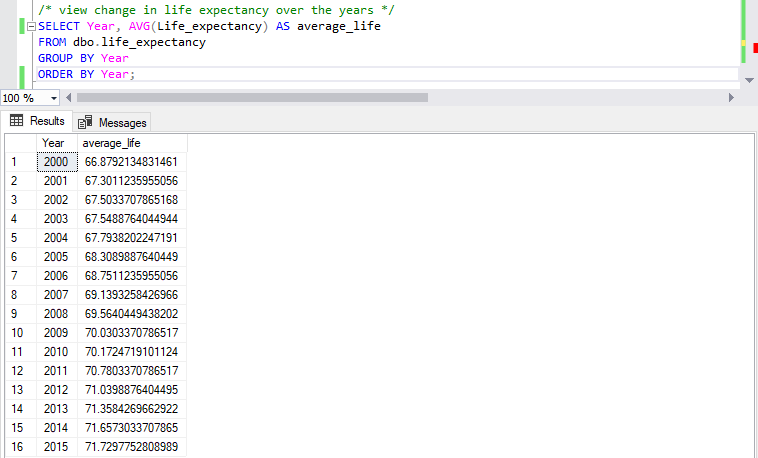 /* view change in life expectancy over the years */
SELECT Year, AVG(Life_expectancy) AS average_life
FROM dbo.life_expectancy
GROUP BY Year
ORDER BY Year;
100 %
Results Messages
Year average_life
1 2000 66.8792134831461
2 2001 67.3011235955056
3 2002 67.5033707865168
4 2003 67.5488764044944
5 2004 67.7938202247191
6 2005 68.3089887640449
7 2006 68.7511235955056
8 2007 69.1393258426966
9 2008 69.5640449438202
10 2009 70.0303370786517
11 2010 70.1724719101124
12 2011 70.7803370786517
13 2012 71.0398876404495
14 2013 71.3584269662922
15 2014 71.6573033707865
16 2015 71.7297752808989